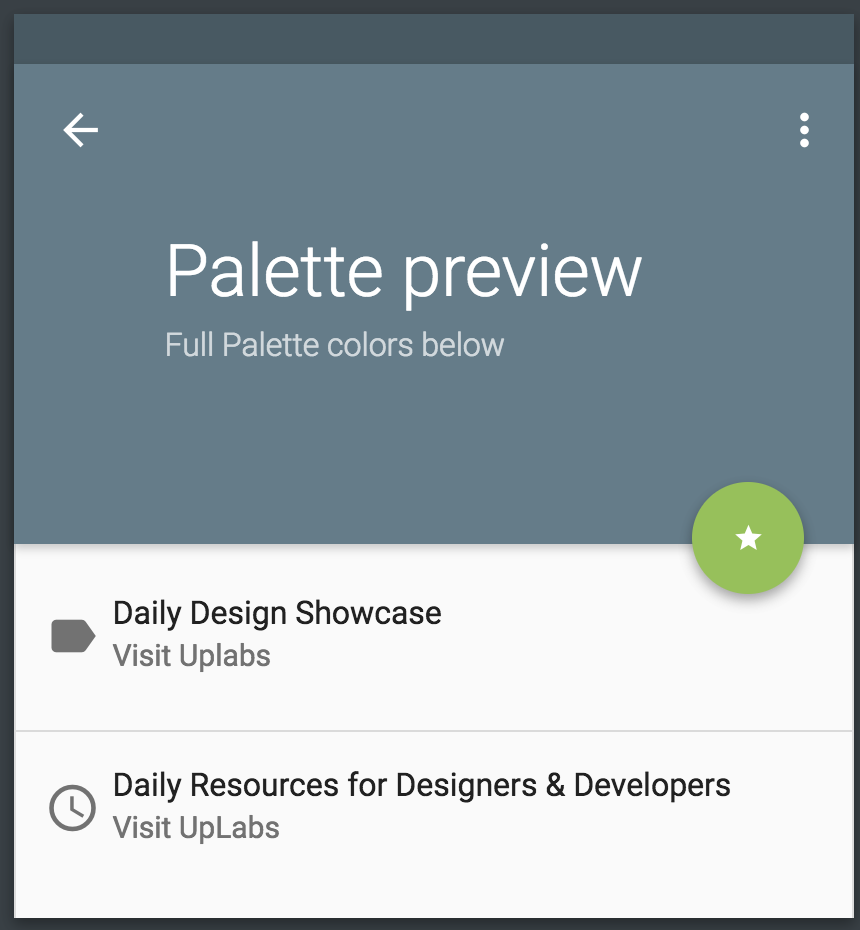 Palette preview
Full Palette colors below
Daily Design Showcase
Visit Uplabs
Daily Resources for Designers & Developers
Visit UpLabs